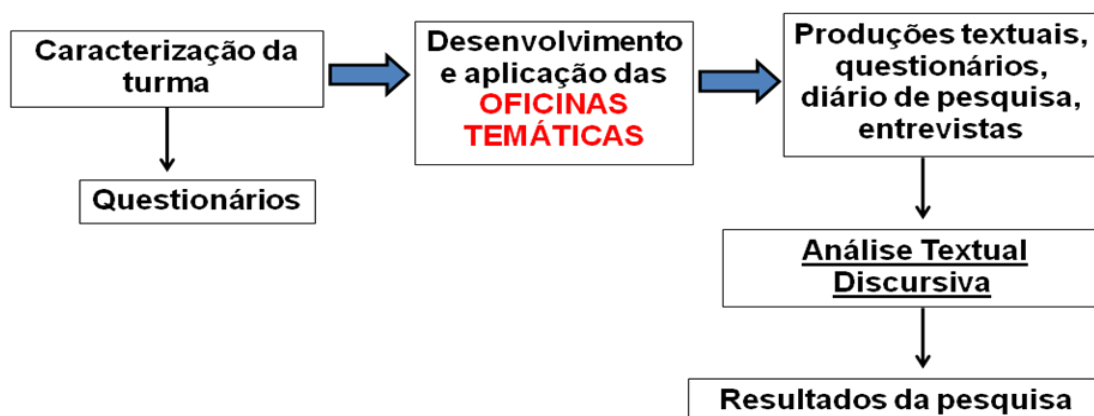 Caracterização da
turma
Questionários
Desenvolvimento
e aplicação das
OFICINAS
TEMÁTICAS
Produções textuais,
questionários,
diário de pesquisa,
entrevistas
Análise Textual
Discursiva
Resultados da pesquisa